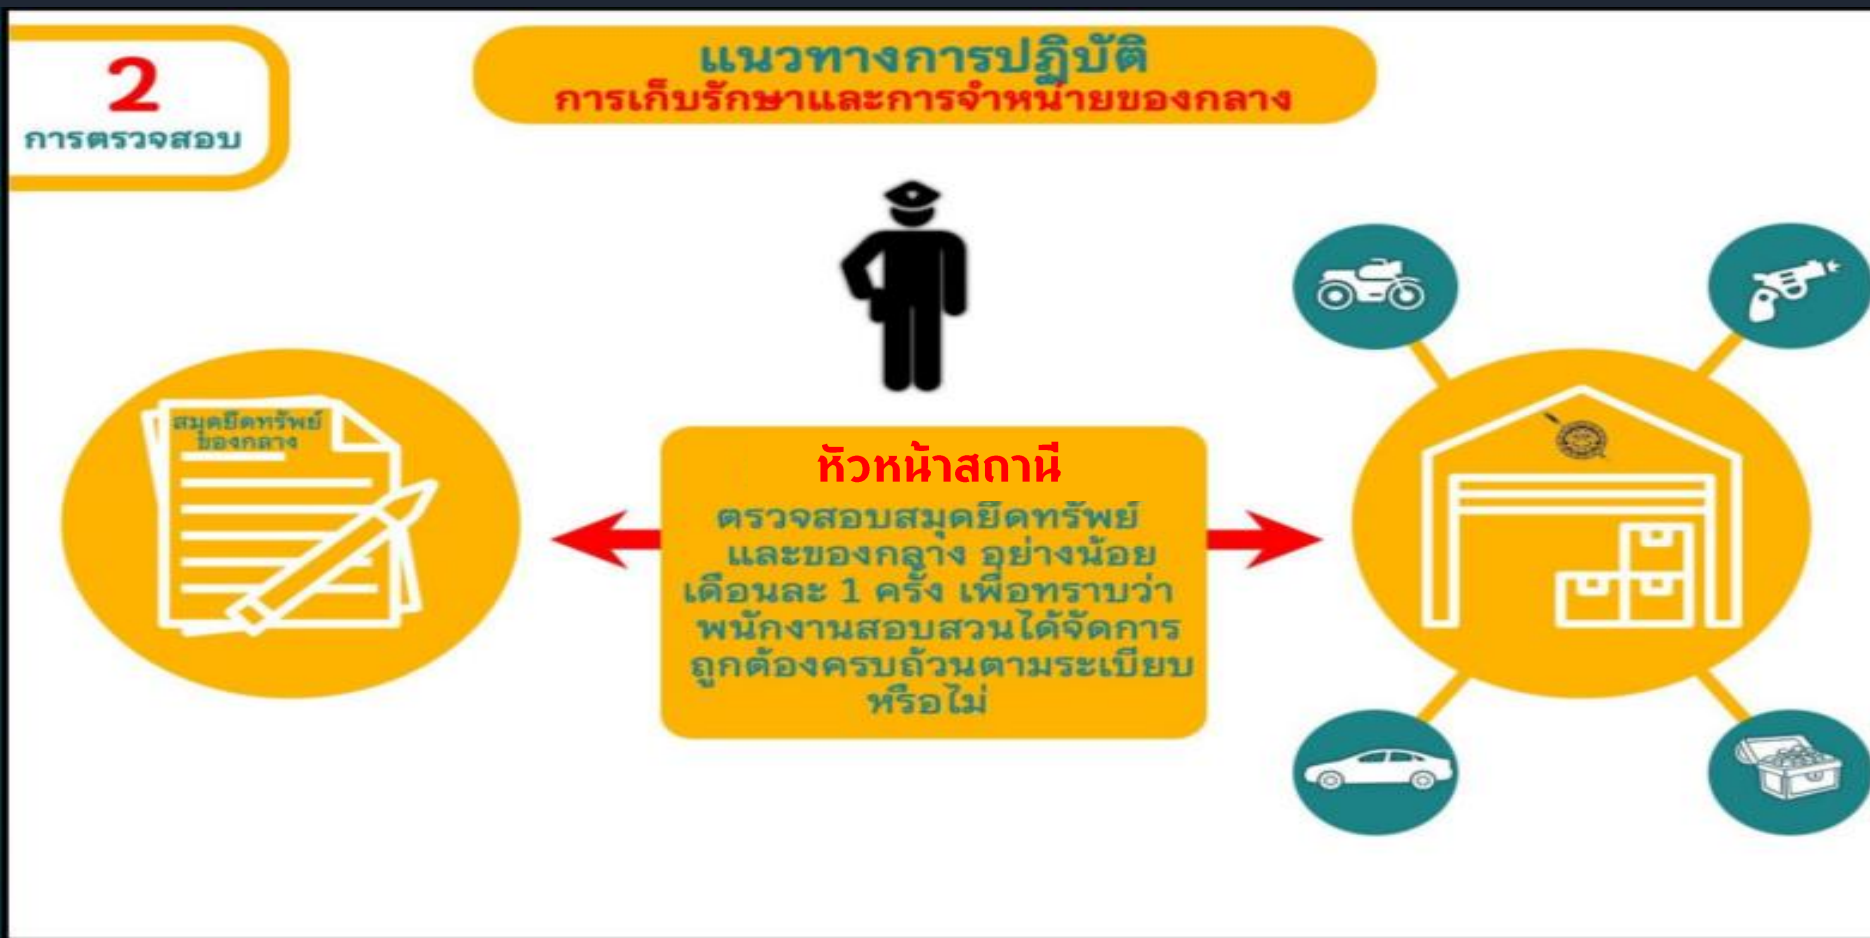 2
การตรวจสอบ
แนวทางการปฏิบัติ
การเก็บรักษาและการจำหน่ายของกลาง
สมุดยึดทรัพย์
ของกลาง
หัวหน้าสถานี
ตรวจสอบสมุดยึดทรัพย์
และของกลาง อย่างน้อย
เดือนละ 1 ครั้ง เพื่อทราบว่า
พนักงานสอบสวนได้จัดการ
ถูกต้องครบถ้วนตามระเบียบ
หรือไม่